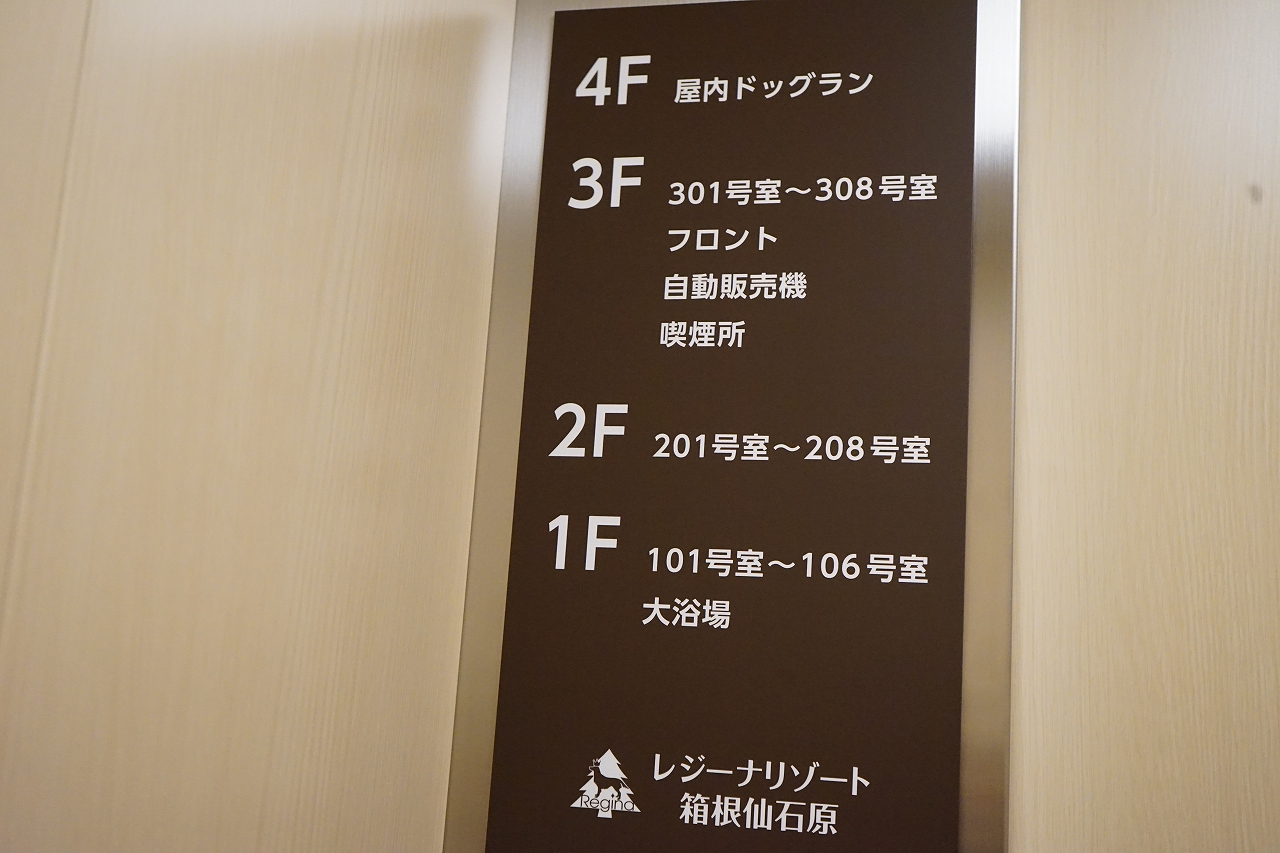 4F 屋内ドッグラン
3F 301号室～308号室
フロント
自動販売機
喫煙所
2F 201号室～208号室
1F 101号室～106号室
大浴場
Regina
レジーナリゾート
箱根仙石原